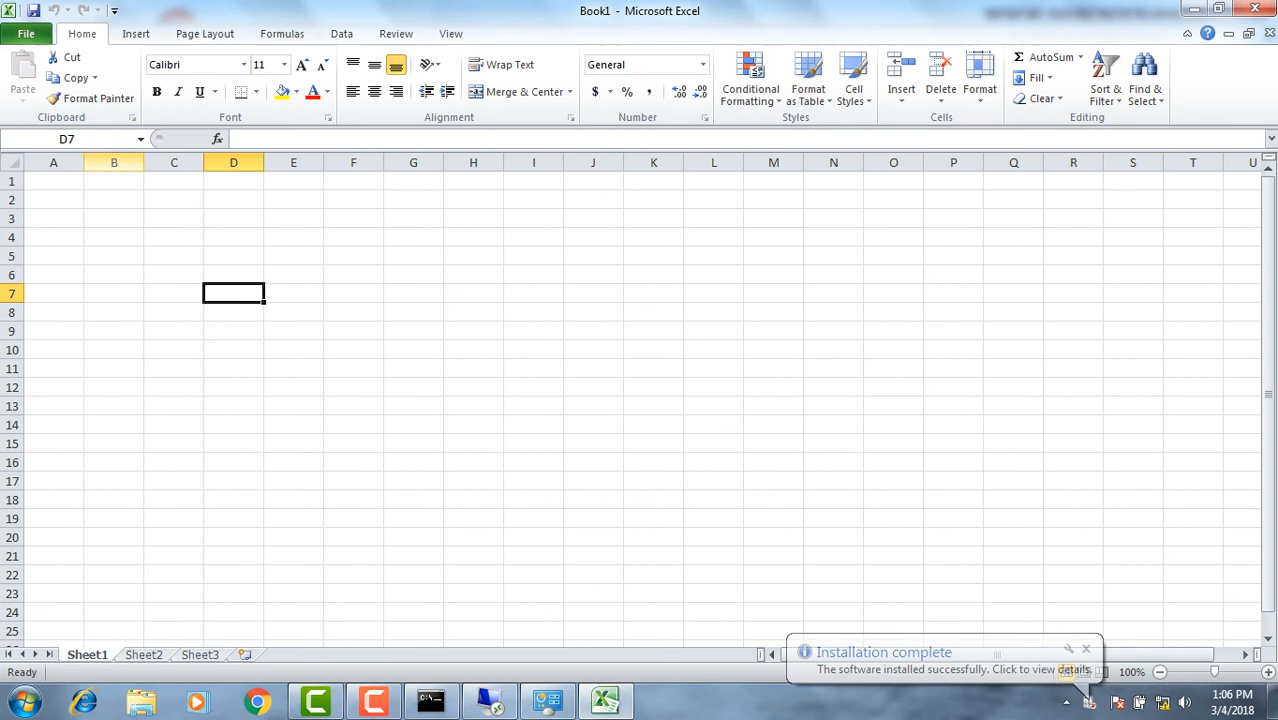 Book1 - Microsoft Excel
File Home Insert Page Layout Formulas Data Review View
Paste
Cut
Copy
Format Painter
Clipboard
Calibri 11 A A
B I U A
Font
Wrap Text
Merge & Center
Alignment
General
$ % , .00 .00
Number
Conditional Formatting
Format as Table
Cell Styles
Styles
Insert Delete Format
Cells
Σ AutoSum
Fill
Clear
Sort & Filter
Find & Select
Editing
D7 fx
A B C D E F G H I J K L M N O P Q R S T U
1
2
3
4
5
6
7
8
9
10
11
12
13
14
15
16
17
18
19
20
21
22
23
24
25
Sheet1 Sheet2 Sheet3
Installation complete
The software installed successfully. Click to view details.
Ready 100%
1:06 PM
3/4/2018